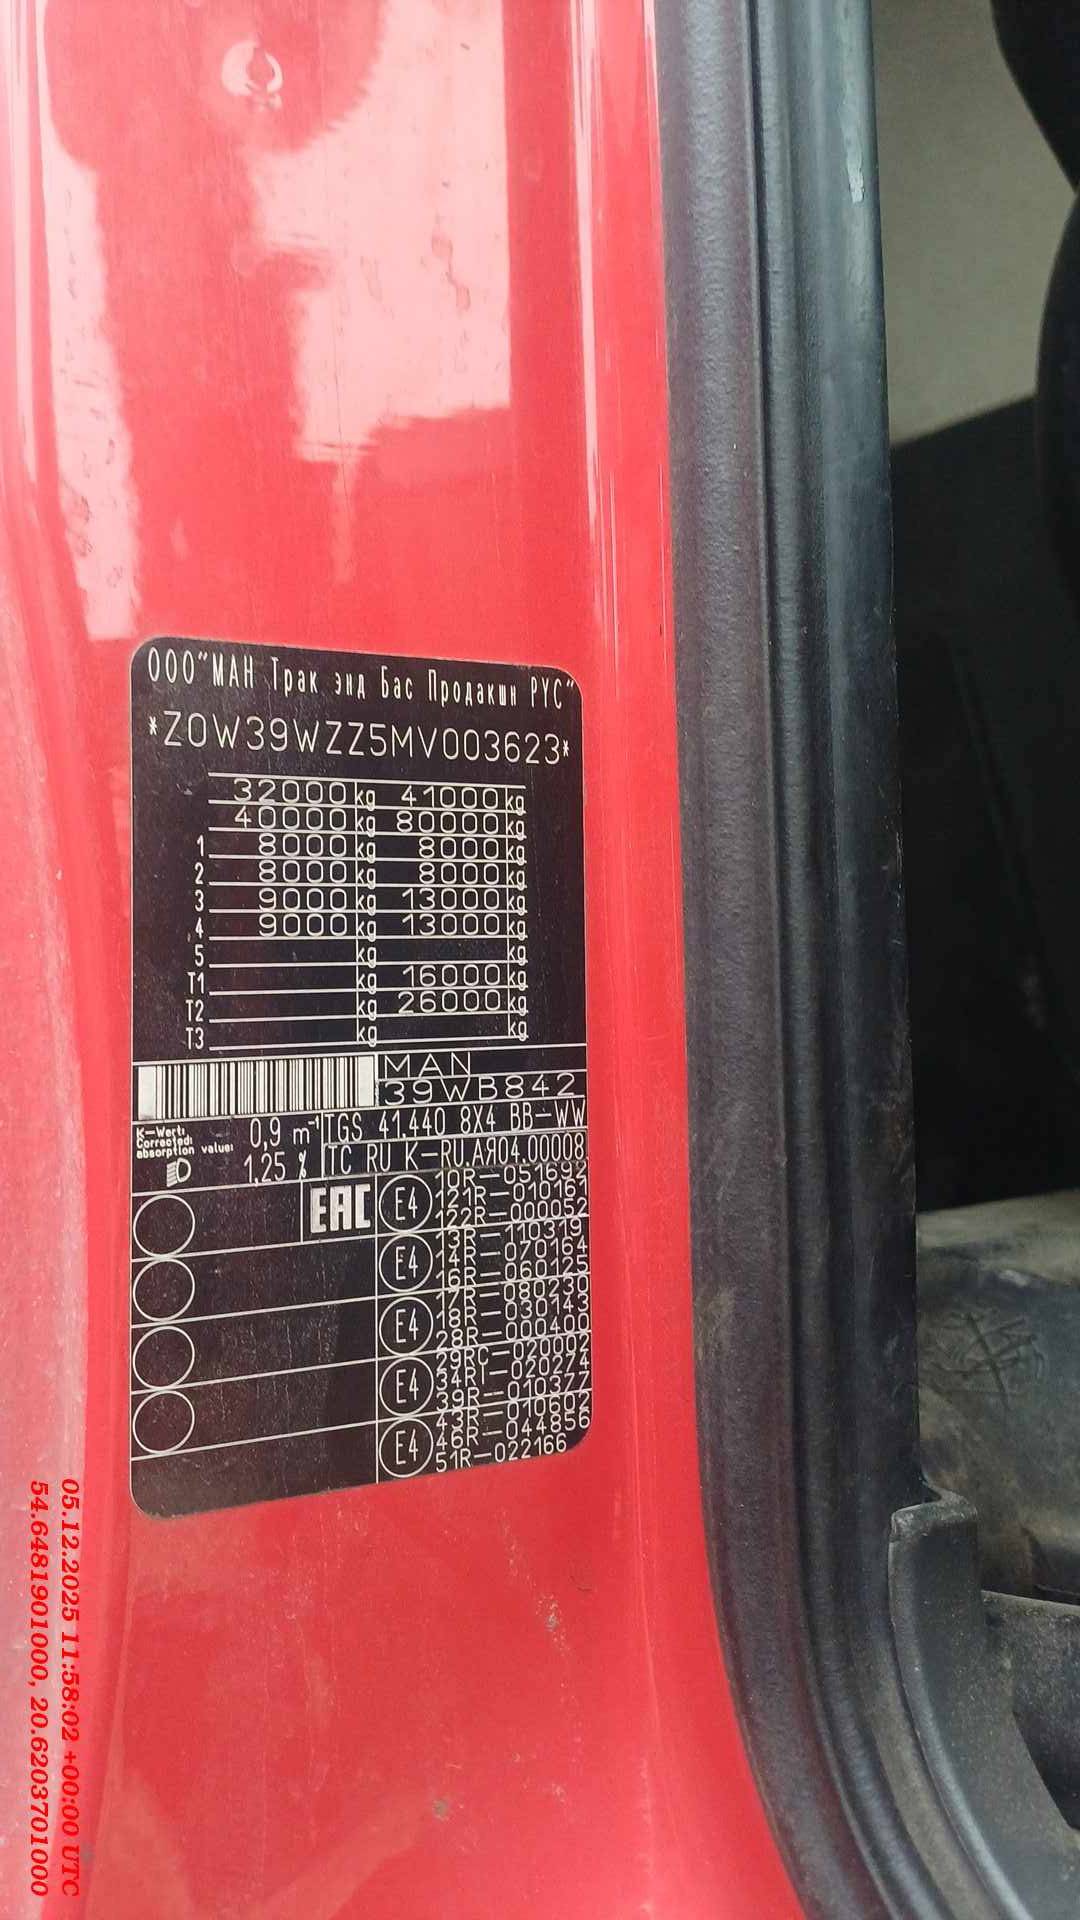 ООО"МАН Трак энд Бас Продакшн РУС"
*Z0W39WZZ5MV003623*
32000 kg 41000 kg
40000 kg 80000 kg
1 8000 kg 8000 kg
2 8000 kg 8000 kg
3 9000 kg 13000 kg
4 9000 kg 13000 kg
5 kg kg
T1 kg 16000 kg
T2 kg 26000 kg
T3 kg kg
MAN
39WB842
K-Wert:
Corrected:
absorption value:
0,9 m⁻¹
TGS 41.440 8X4 BB-WW
1,25 %
TC RU K-RU.АЯ04.00008
EAC
E4
10R-051692
121R-010161
122R-000052
E4
13R-110319
14R-070164
16R-060125
E4
17R-080230
18R-030143
28R-000400
E4
29RC-020002
34RI-020274
39R-010377
E4
43R-010602
46R-044856
51R-022166
05.12.2025 11:58:02 +00:00 UTC
54.6481901000, 20.6203701000